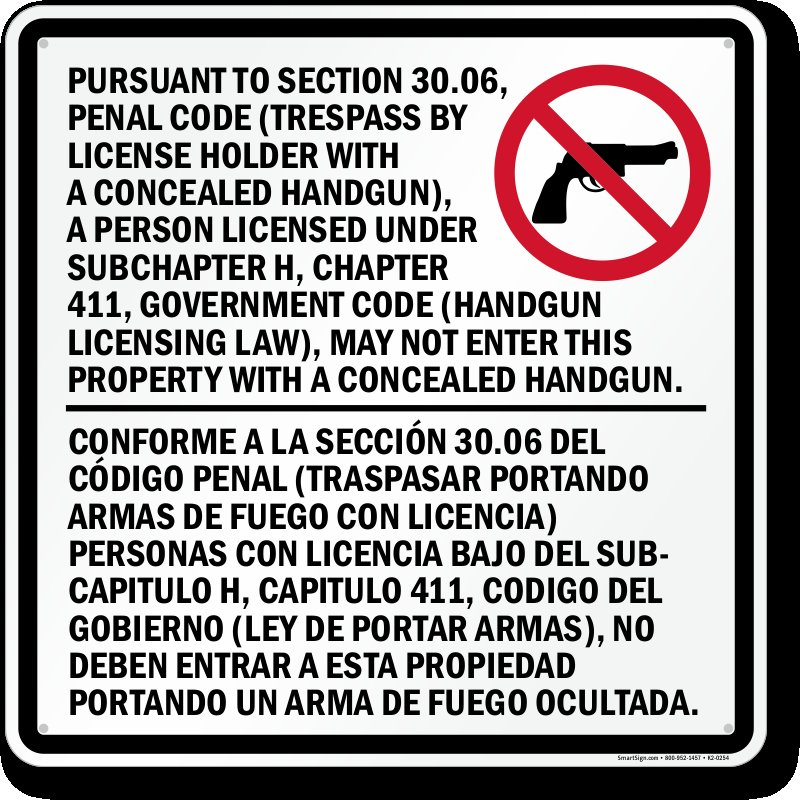 PURSUANT TO SECTION 30.06,
PENAL CODE (TRESPASS BY
LICENSE HOLDER WITH
A CONCEALED HANDGUN),
A PERSON LICENSED UNDER
SUBCHAPTER H, CHAPTER
411, GOVERNMENT CODE (HANDGUN
LICENSING LAW), MAY NOT ENTER THIS
PROPERTY WITH A CONCEALED HANDGUN.
CONFORME A LA SECCIÓN 30.06 DEL
CÓDIGO PENAL (TRASPASAR PORTANDO
ARMAS DE FUEGO CON LICENCIA)
PERSONAS CON LICENCIA BAJO DEL SUB-
CAPITULO H, CAPITULO 411, CODIGO DEL
GOBIERNO (LEY DE PORTAR ARMAS), NO
DEBEN ENTRAR A ESTA PROPIEDAD
PORTANDO UN ARMA DE FUEGO OCULTADA.
SmartSign.com • 800-952-1457 • K2-0254